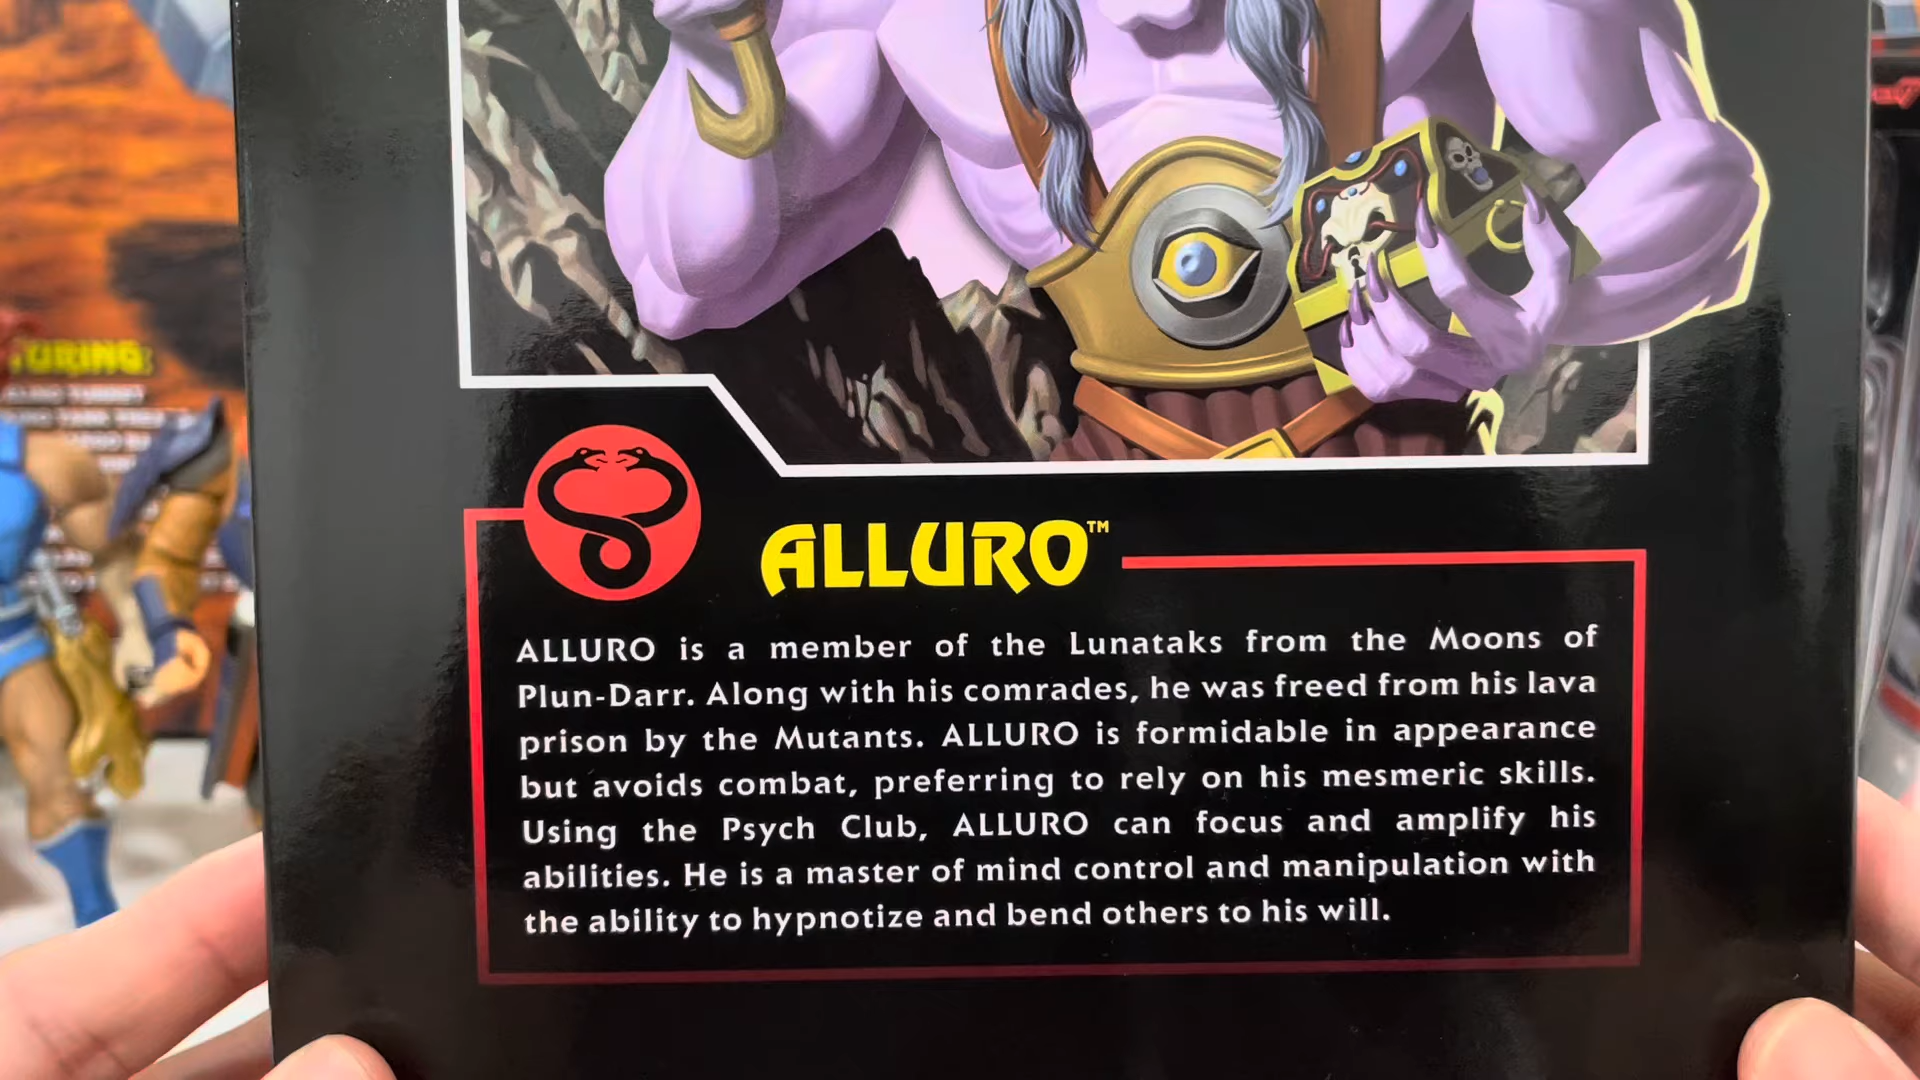 TURING:
ALLURO™
ALLURO is a member of the Lunataks from the Moons of
Plun-Darr. Along with his comrades, he was freed from his lava
prison by the Mutants. ALLURO is formidable in appearance
but avoids combat, preferring to rely on his mesmeric skills.
Using the Psych Club, ALLURO can focus and amplify his
abilities. He is a master of mind control and manipulation with
the ability to hypnotize and bend others to his will.